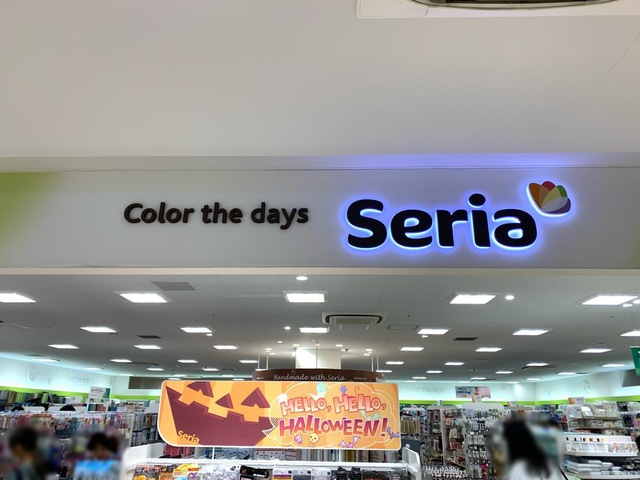 Color the days
Seria
Handmade with Seria
HELLO, HELLO,
HALLOWEEN!
Seria